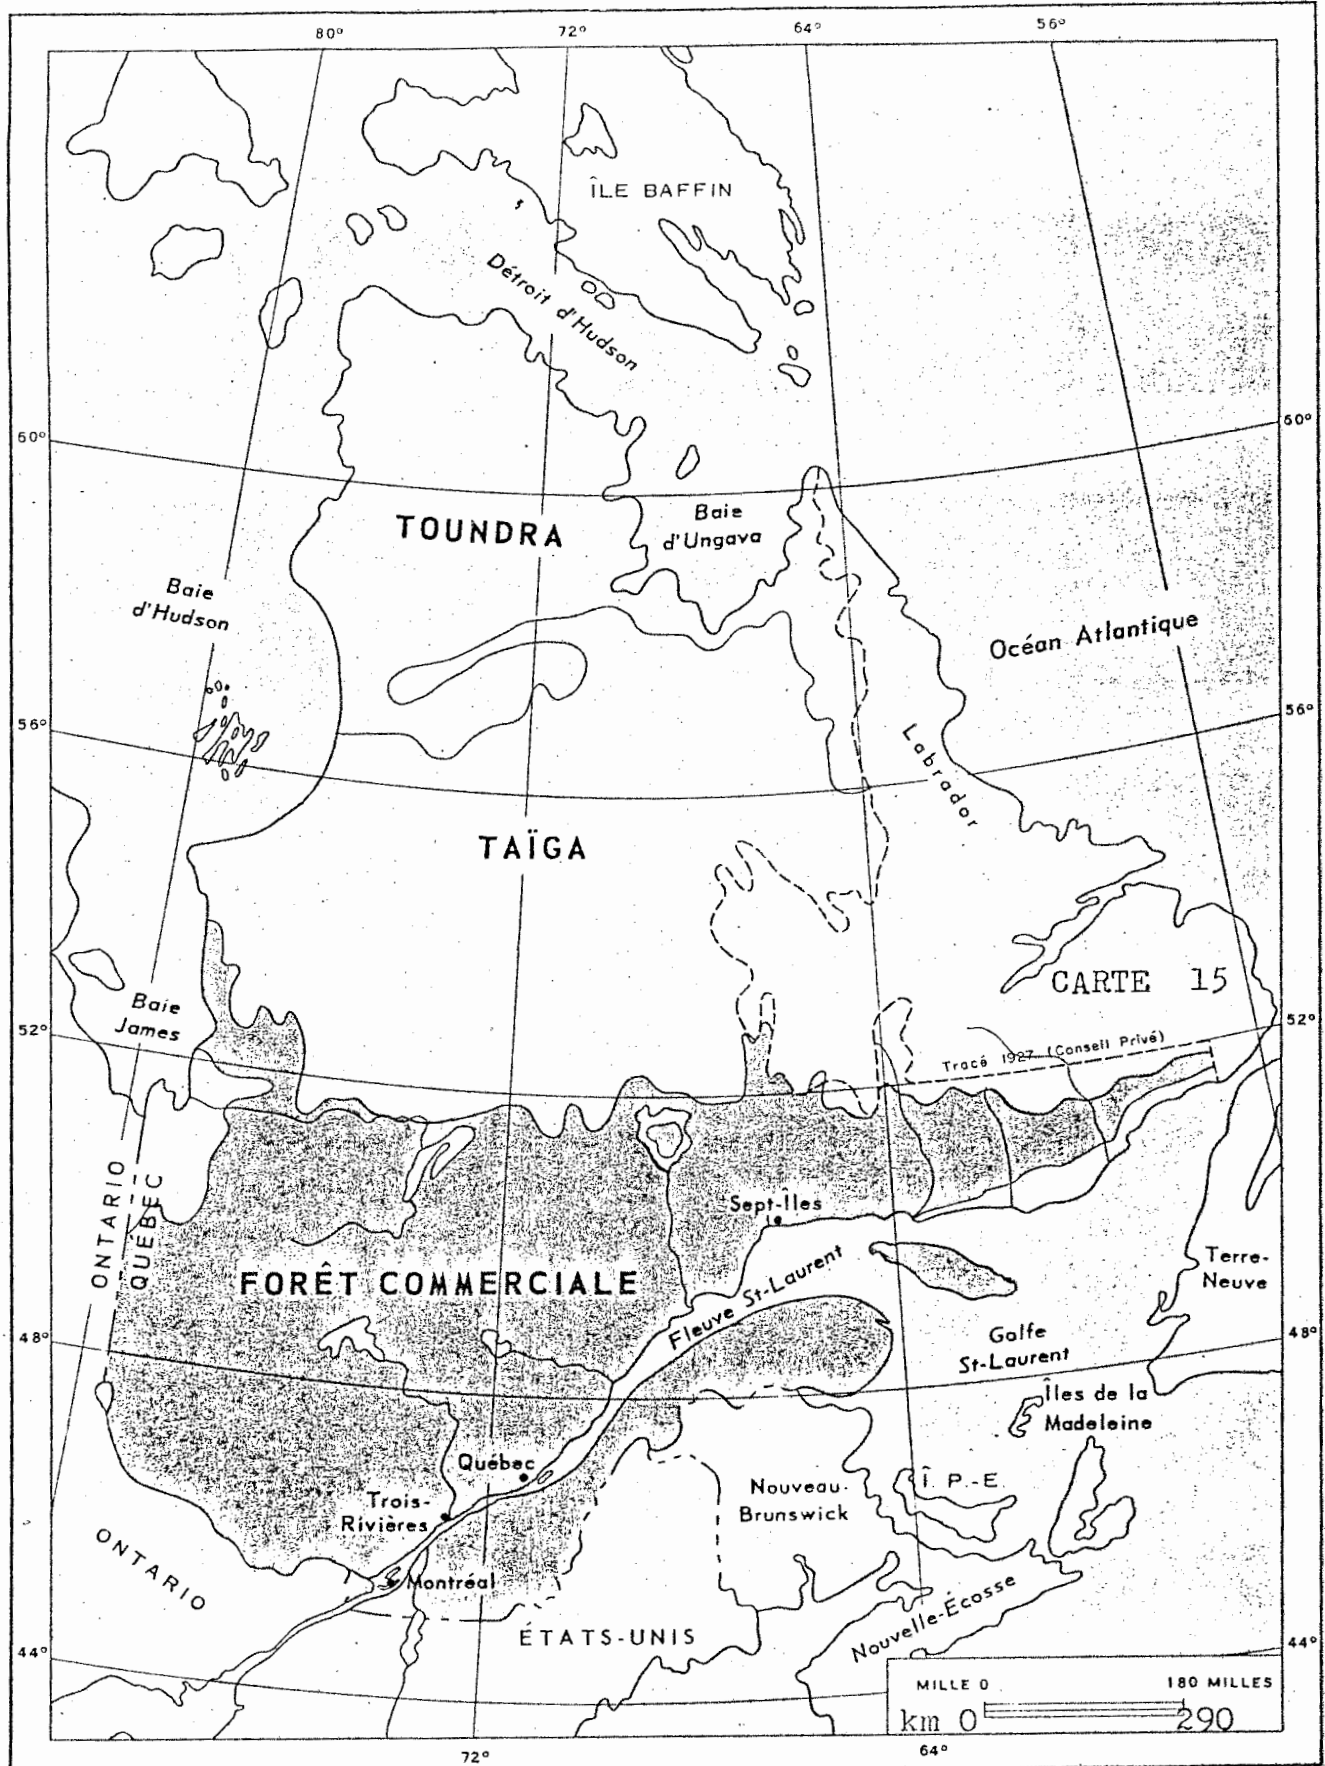 80° 72° 64° 56°
ÎLE BAFFIN
Détroit d'Hudson
60° 60°
TOUNDRA
Baie
d'Ungava
Baie
d'Hudson
Océan Atlantique
56° 56°
Labrador
TAÏGA
CARTE 15
Baie
James
52° 52°
Tracé 1927 (Conseil Privé)
ONTARIO
QUÉBEC
Sept-Îles
Terre-
Neuve
FORÊT COMMERCIALE
Fleuve St-Laurent
48° 48°
Golfe
St-Laurent
Îles de la
Madeleine
Québec
Î. P.-E.
Nouveau-
Brunswick
Trois-
Rivières
ONTARIO
Montréal
Nouvelle-Écosse
ÉTATS-UNIS
44° 44°
MILLE 0 180 MILLES
km 0 290
72° 64°